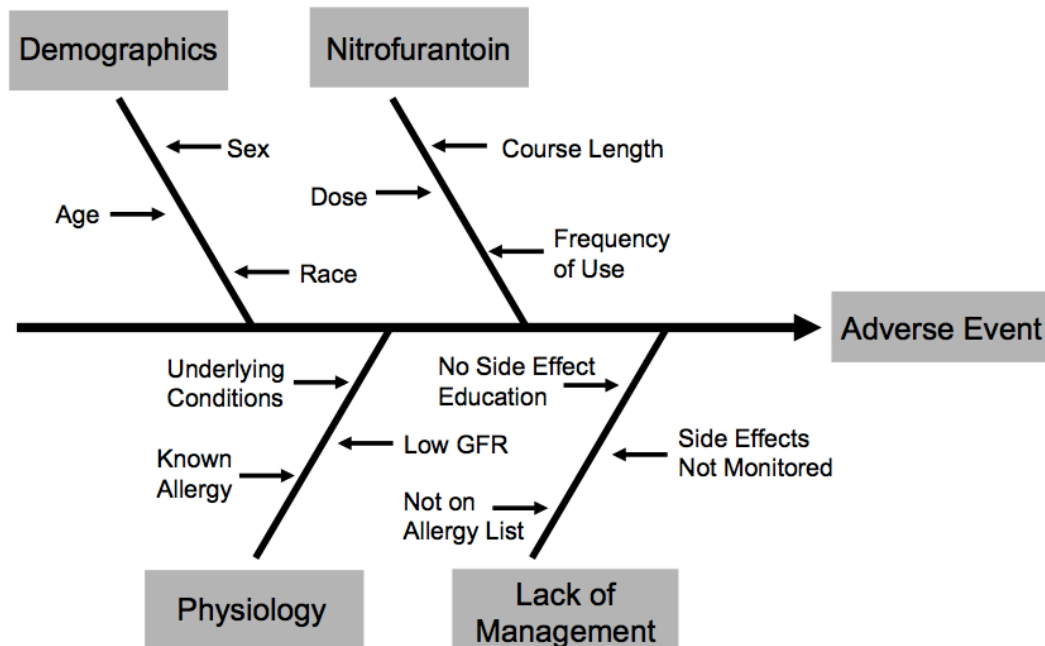 Demographics
Nitrofurantoin
Sex
Course Length
Age
Dose
Frequency
of Use
Race
Adverse Event
Underlying
Conditions
No Side Effect
Education
Low GFR
Side Effects
Not Monitored
Known
Allergy
Not on
Allergy List
Physiology
Lack of
Management